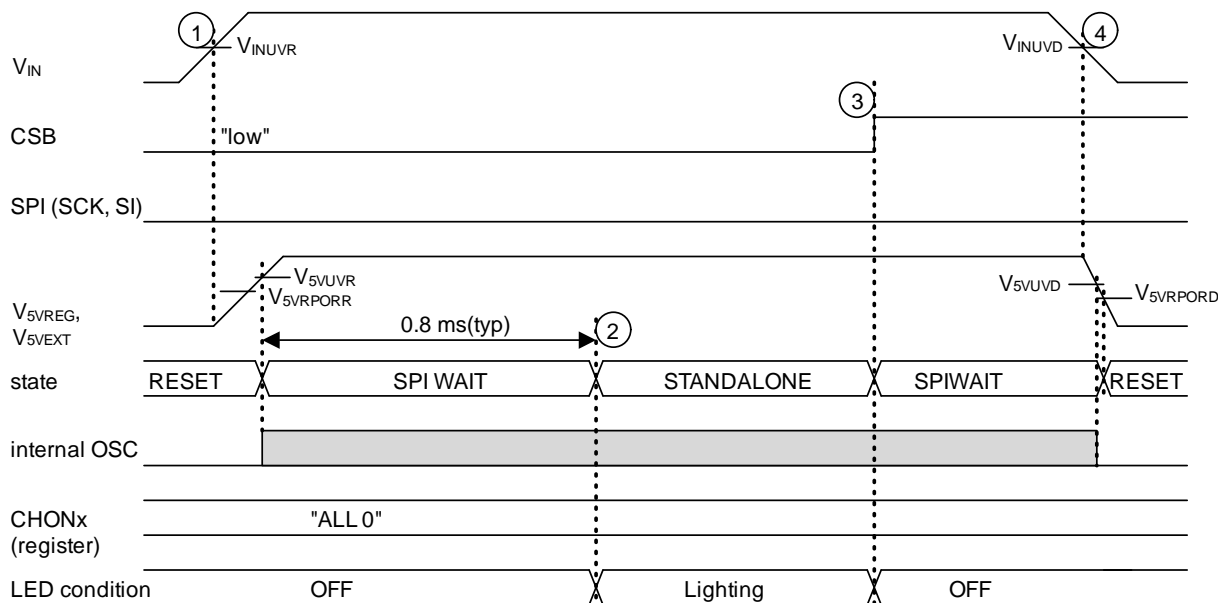 1
VINUVR
VINUVD
4
VIN
3
CSB
"low"
SPI (SCK, SI)
V5VUVR
V5VRPORR
V5VUVD
V5VRPORD
V5VREG,
V5VEXT
0.8 ms(typ)
2
state
RESET
SPI WAIT
STANDALONE
SPIWAIT
RESET
internal OSC
CHONx
(register)
"ALL 0"
LED condition
OFF
Lighting
OFF